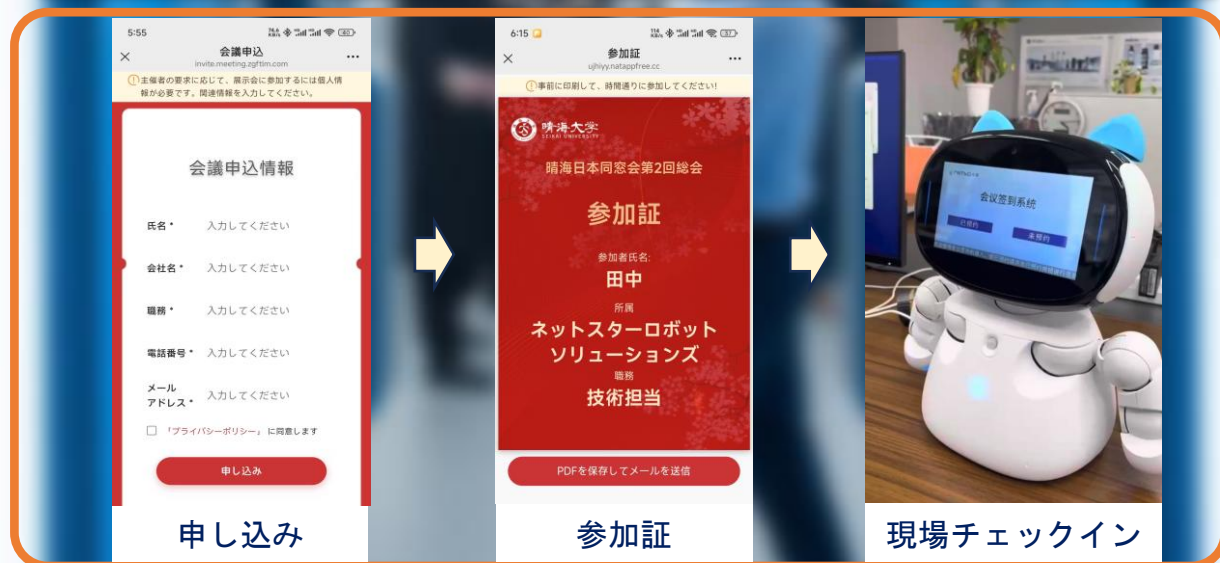 5:55
会議申込
invite.meeting.zgftim.com
主催者の要求に応じて、展示会に参加するには個人情
報が必要です。関連情報を入力してください。
会議申込情報
氏名* 入力してください
会社名* 入力してください
職務* 入力してください
電話番号* 入力してください
メール
アドレス* 入力してください
「プライバシーポリシー」に同意します
申し込み
申し込み
6:15
37
参加証
ujhiyy.natappfree.cc
事前に印刷して、時間通りに参加してください!
晴海大学
SEIKAI UNIVERSITY
晴海日本同窓会第2回総会
参加証
参加者氏名:
田中
所属
ネットスターロボット
ソリューションズ
職務
技術担当
PDFを保存してメールを送信
参加証
会议签到系统
已预约
未预约
現場チェックイン